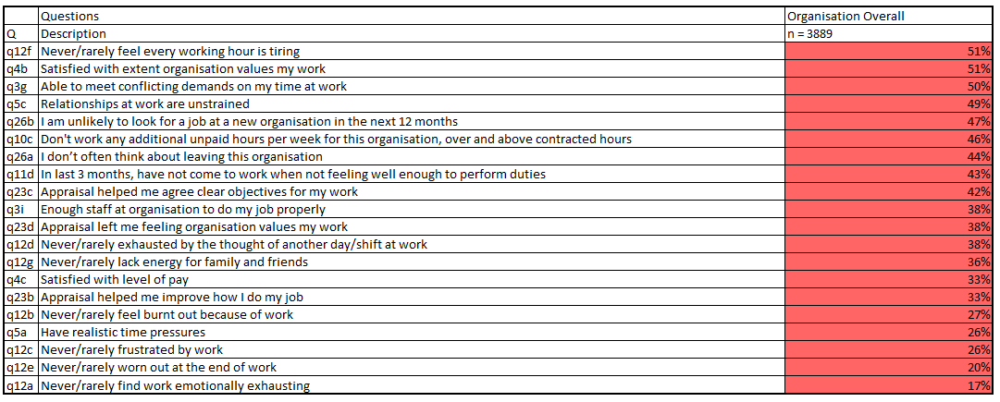 Questions Organisation Overall
Q Description n = 3889
q12f Never/rarely feel every working hour is tiring 51%
q4b Satisfied with extent organisation values my work 51%
q3g Able to meet conflicting demands on my time at work 50%
q5c Relationships at work are unstrained 49%
q26b I am unlikely to look for a job at a new organisation in the next 12 months 47%
q10c Don't work any additional unpaid hours per week for this organisation, over and above contracted hours 46%
q26a I don’t often think about leaving this organisation 44%
q11d In last 3 months, have not come to work when not feeling well enough to perform duties 43%
q23c Appraisal helped me agree clear objectives for my work 42%
q3i Enough staff at organisation to do my job properly 38%
q23d Appraisal left me feeling organisation values my work 38%
q12d Never/rarely exhausted by the thought of another day/shift at work 38%
q12g Never/rarely lack energy for family and friends 36%
q4c Satisfied with level of pay 33%
q23b Appraisal helped me improve how I do my job 33%
q12b Never/rarely feel burnt out because of work 27%
q5a Have realistic time pressures 26%
q12c Never/rarely frustrated by work 26%
q12e Never/rarely worn out at the end of work 20%
q12a Never/rarely find work emotionally exhausting 17%